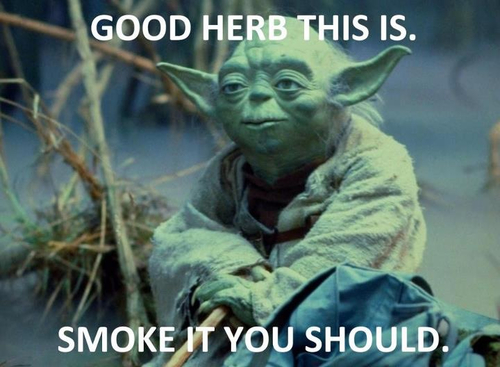 GOOD HERB THIS IS.
SMOKE IT YOU SHOULD.